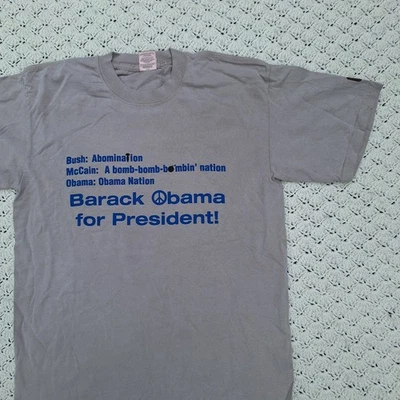 Bush: Abomination
McCain: A bomb-bomb-bombin' nation
Obama: Obama Nation
Barack Obama
for President!